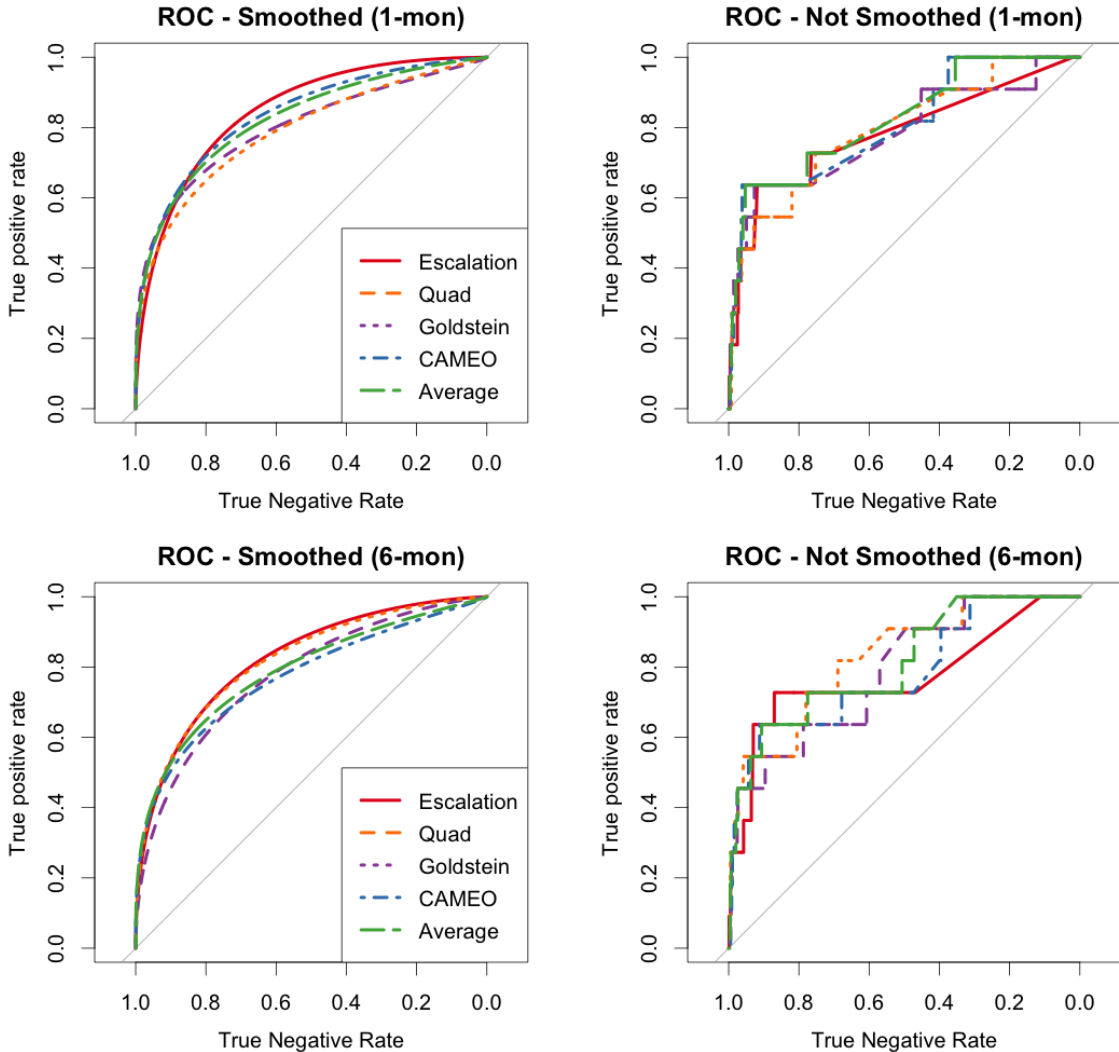 ROC - Smoothed (1-mon)
True positive rate
1.0
0.8
0.6
0.4
0.2
0.0
Escalation
Quad
Goldstein
CAMEO
Average
1.0 0.8 0.6 0.4 0.2 0.0
True Negative Rate
ROC - Not Smoothed (1-mon)
True positive rate
1.0
0.8
0.6
0.4
0.2
0.0
1.0 0.8 0.6 0.4 0.2 0.0
True Negative Rate
ROC - Smoothed (6-mon)
True positive rate
1.0
0.8
0.6
0.4
0.2
0.0
Escalation
Quad
Goldstein
CAMEO
Average
1.0 0.8 0.6 0.4 0.2 0.0
True Negative Rate
ROC - Not Smoothed (6-mon)
True positive rate
1.0
0.8
0.6
0.4
0.2
0.0
1.0 0.8 0.6 0.4 0.2 0.0
True Negative Rate